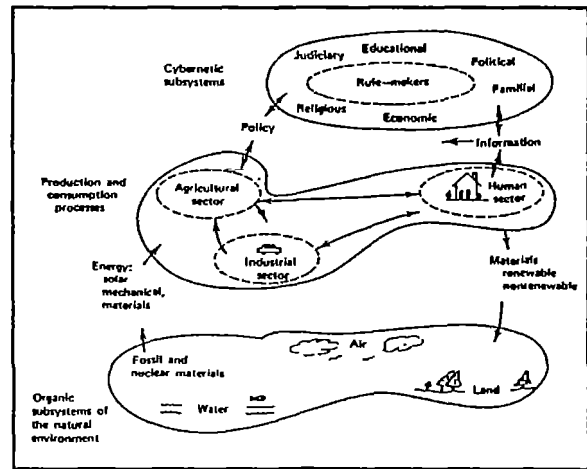 Cybernetic
subsystems
Judiciary
Educational
Political
Rule-makers
Familial
Religious
Economic
Policy
Information
Production and
consumption
processes
Agricultural
sector
Human
sector
Industrial
sector
Energy:
solar
mechanical,
materials
Materials
renewable
nonrenewable
Fossil and
nuclear materials
Air
Water
Land
Organic
subsystems of
the natural
environment